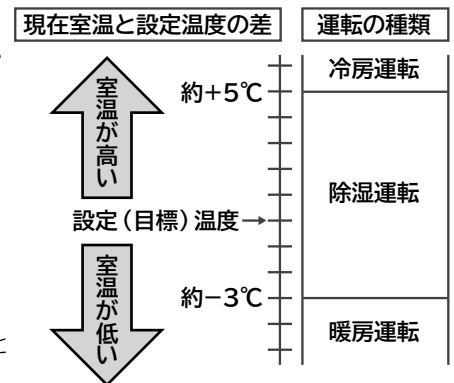 現在室温と設定温度の差
運転の種類
室温が高い
約+5℃
冷房運転
除湿運転
設定(目標)温度→
室温が低い
約-3℃
暖房運転